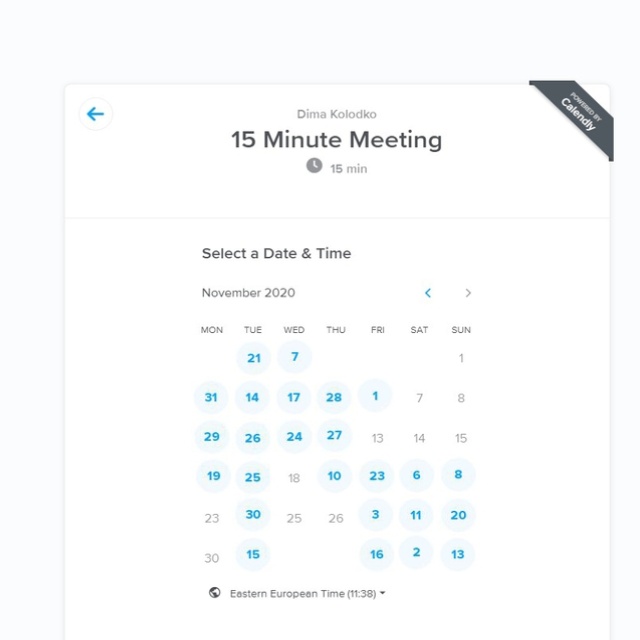 POWERED BY
Calendly
Dima Kolodko
15 Minute Meeting
15 min
Select a Date & Time
November 2020
MON TUE WED THU FRI SAT SUN
21 7 1
31 14 17 28 1 7 8
29 26 24 27 13 14 15
19 25 18 10 23 6 8
23 30 25 26 3 11 20
30 15 16 2 13
Eastern European Time (11:38)